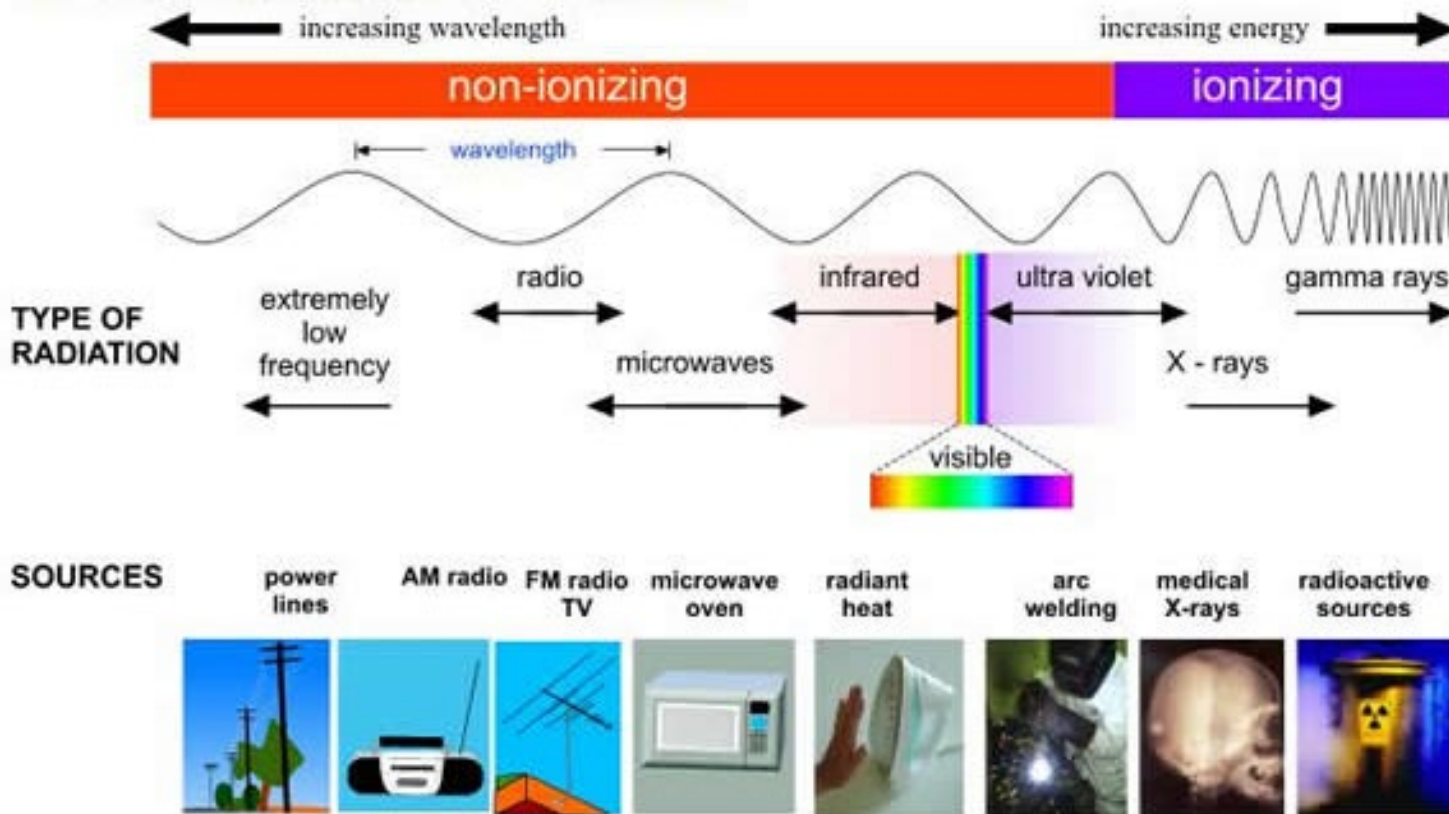 increasing wavelength
increasing energy
non-ionizing
ionizing
wavelength
TYPE OF
RADIATION
extremely
low
frequency
radio
microwaves
infrared
visible
ultra violet
X - rays
gamma rays
SOURCES
power
lines
AM radio
FM radio
TV
microwave
oven
radiant
heat
arc
welding
medical
X-rays
radioactive
sources